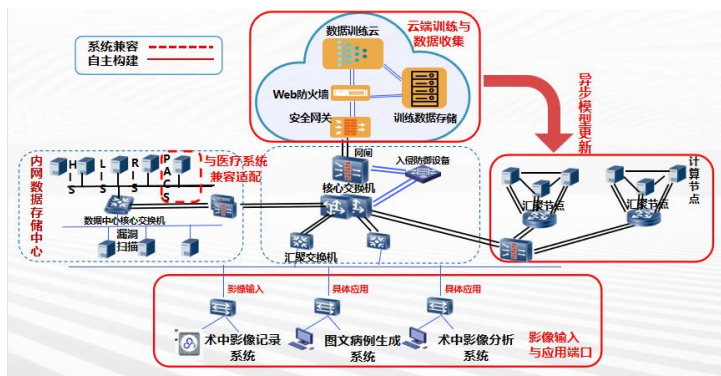 系统兼容
自主构建
数据训练云
Web防火墙
安全网关
训练数据存储
云端训练与
数据收集
异步模型更新
内网数据存储中心
HIS
LIS
RIS
PACS
与医疗系统
兼容适配
数据中心核心交换机
漏洞
扫描
网闸
入侵防御设备
核心交换机
汇聚交换机
汇聚节点
汇聚节点
计算节点
影像输入
具体应用
具体应用
术中影像记录
系统
图文病例生成
系统
术中影像分析
系统
影像输入
与应用端口